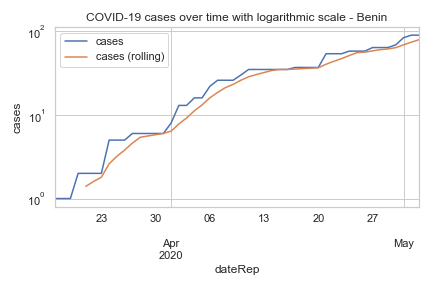 COVID-19 cases over time with logarithmic scale - Benin
cases
cases (rolling)
10²
10¹
10⁰
cases
23 30 06 13 20 27
Apr May
2020
dateRep